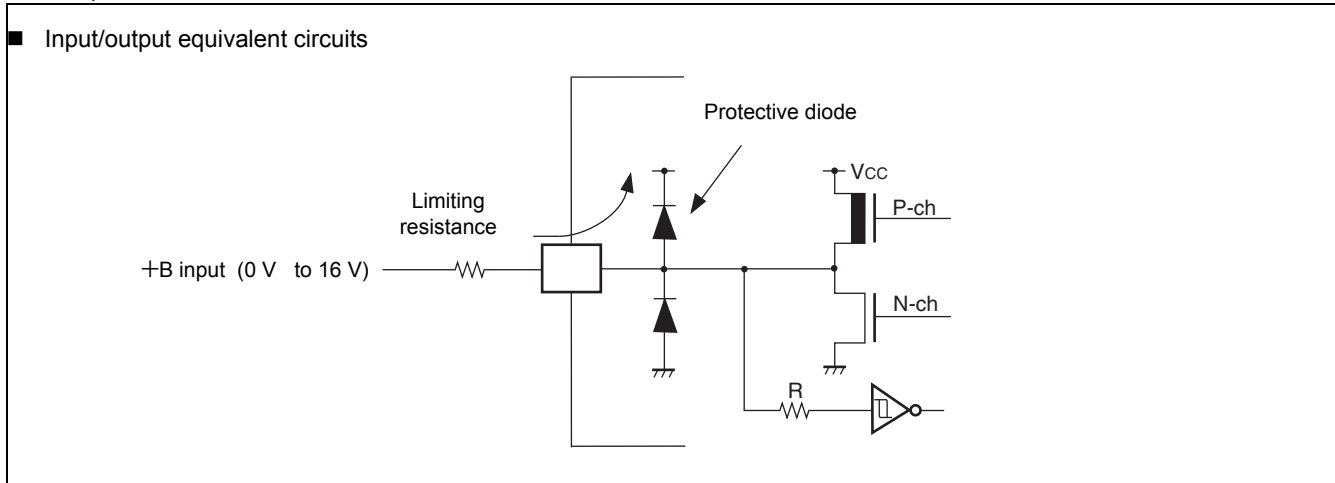 ■ Input/output equivalent circuits
Protective diode
VCC
Limiting
resistance
P-ch
+B input (0 V to 16 V)
N-ch
R